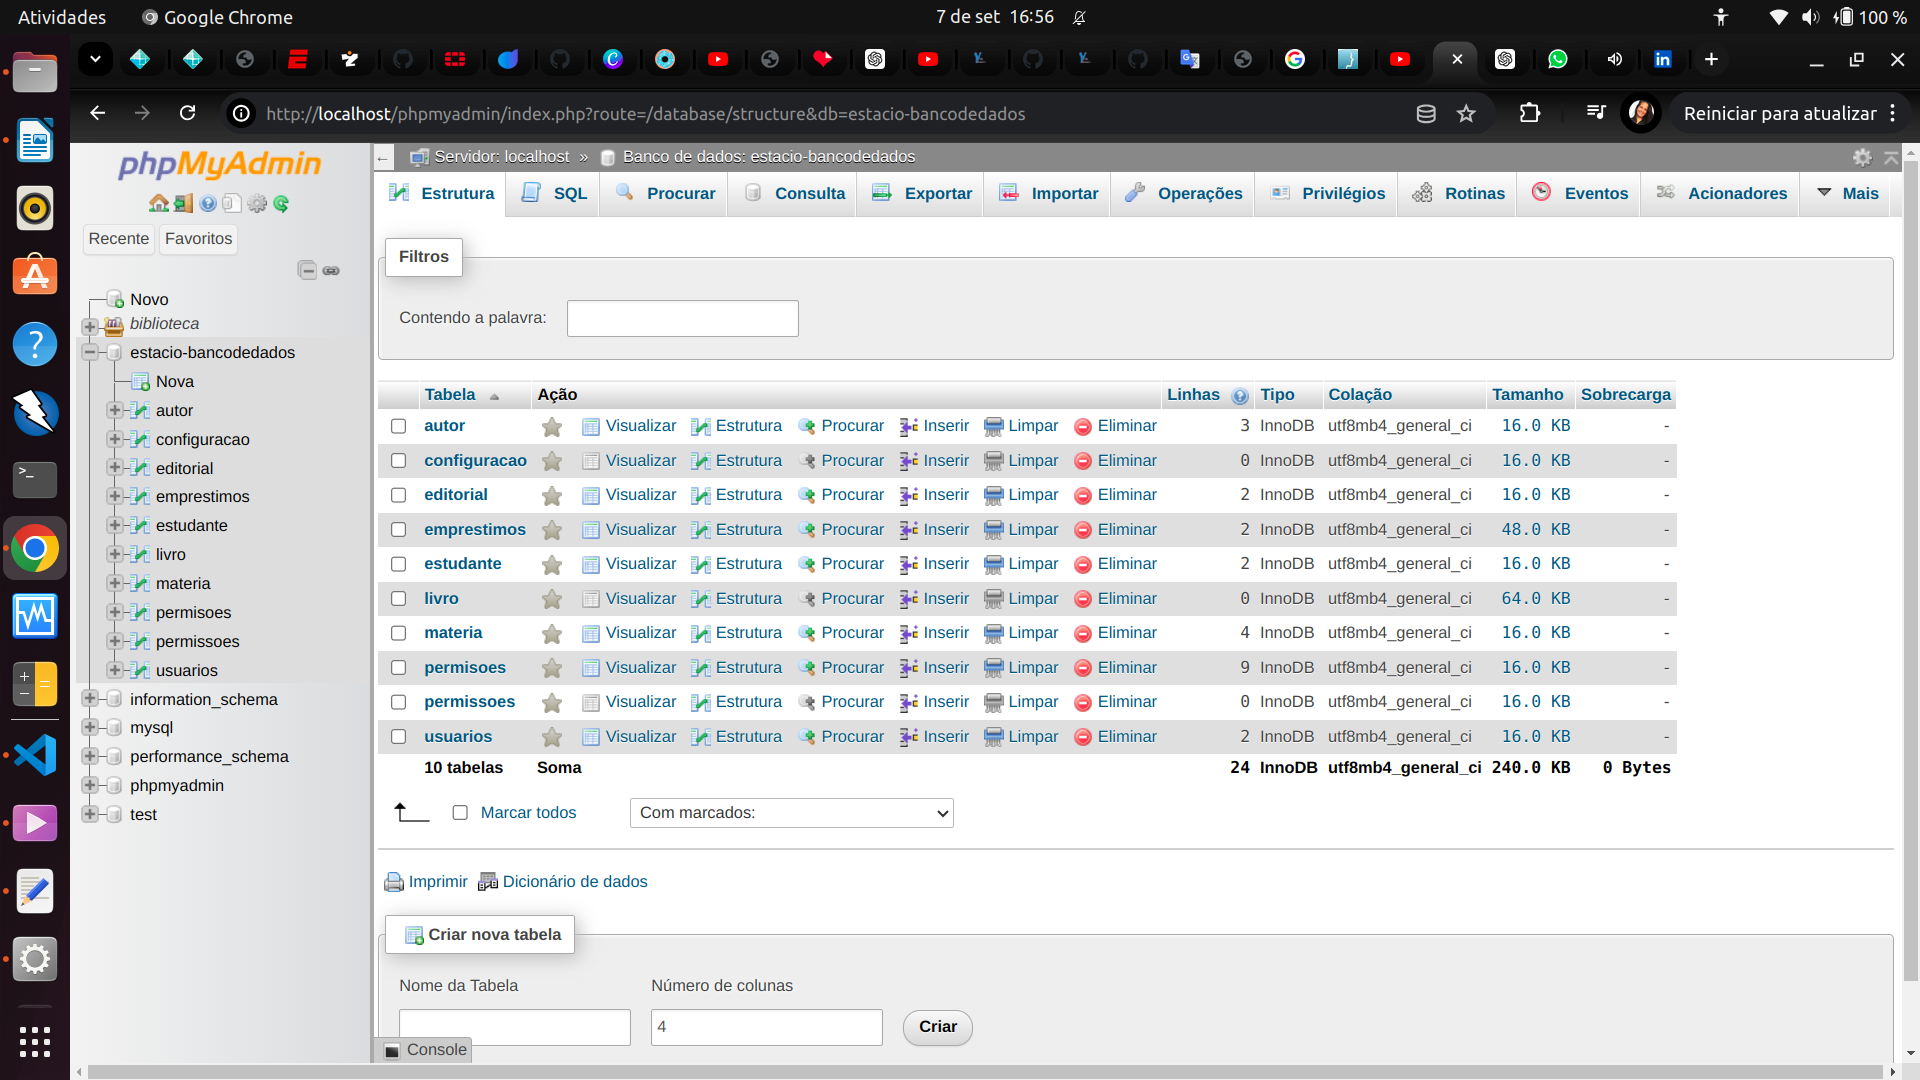 Atividades Google Chrome 7 de set 16:56 100 %
http://localhost/phpmyadmin/index.php?route=/database/structure&db=estacio-bancodedados Reiniciar para atualizar
phpMyAdmin
Recente Favoritos
Novo
biblioteca
estacio-bancodedados
Nova
autor
configuracao
editorial
emprestimos
estudante
livro
materia
permisoes
permissoes
usuarios
information_schema
mysql
performance_schema
phpmyadmin
test
Servidor: localhost » Banco de dados: estacio-bancodedados
Estrutura SQL Procurar Consulta Exportar Importar Operações Privilégios Rotinas Eventos Acionadores Mais
Filtros
Contendo a palavra:
Tabela Ação Linhas Tipo Colação Tamanho Sobrecarga
autor Visualizar Estrutura Procurar Inserir Limpar Eliminar 3 InnoDB utf8mb4_general_ci 16.0 KB -
configuracao Visualizar Estrutura Procurar Inserir Limpar Eliminar 0 InnoDB utf8mb4_general_ci 16.0 KB -
editorial Visualizar Estrutura Procurar Inserir Limpar Eliminar 2 InnoDB utf8mb4_general_ci 16.0 KB -
emprestimos Visualizar Estrutura Procurar Inserir Limpar Eliminar 2 InnoDB utf8mb4_general_ci 48.0 KB -
estudante Visualizar Estrutura Procurar Inserir Limpar Eliminar 2 InnoDB utf8mb4_general_ci 16.0 KB -
livro Visualizar Estrutura Procurar Inserir Limpar Eliminar 0 InnoDB utf8mb4_general_ci 64.0 KB -
materia Visualizar Estrutura Procurar Inserir Limpar Eliminar 4 InnoDB utf8mb4_general_ci 16.0 KB -
permisoes Visualizar Estrutura Procurar Inserir Limpar Eliminar 9 InnoDB utf8mb4_general_ci 16.0 KB -
permissoes Visualizar Estrutura Procurar Inserir Limpar Eliminar 0 InnoDB utf8mb4_general_ci 16.0 KB -
usuarios Visualizar Estrutura Procurar Inserir Limpar Eliminar 2 InnoDB utf8mb4_general_ci 16.0 KB -
10 tabelas Soma 24 InnoDB utf8mb4_general_ci 240.0 KB 0 Bytes
Marcar todos Com marcados:
Imprimir Dicionário de dados
Criar nova tabela
Nome da Tabela Número de colunas
4 Criar
Console